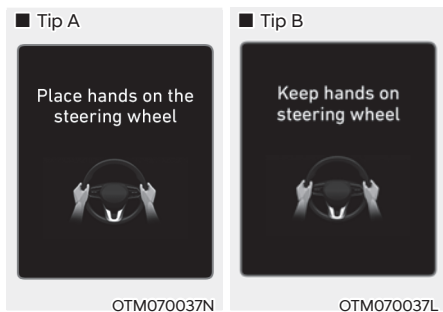 ■ Tip A
Place hands on the
steering wheel
OTM070037N
■ Tip B
Keep hands on
steering wheel
OTM070037L